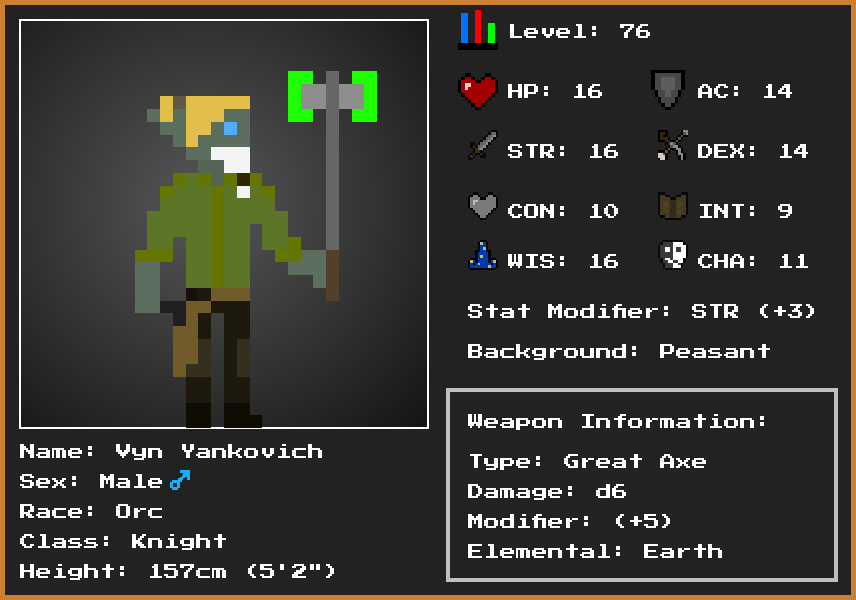 Level: 76
HP: 16
AC: 14
STR: 16
DEX: 14
CON: 10
INT: 9
WIS: 16
CHA: 11
Stat Modifier: STR (+3)
Background: Peasant
Weapon Information:
Type: Great Axe
Damage: d6
Modifier: (+5)
Elemental: Earth
Name: Vyn Yankovich
Sex: Male ♂
Race: Orc
Class: Knight
Height: 157cm (5'2")